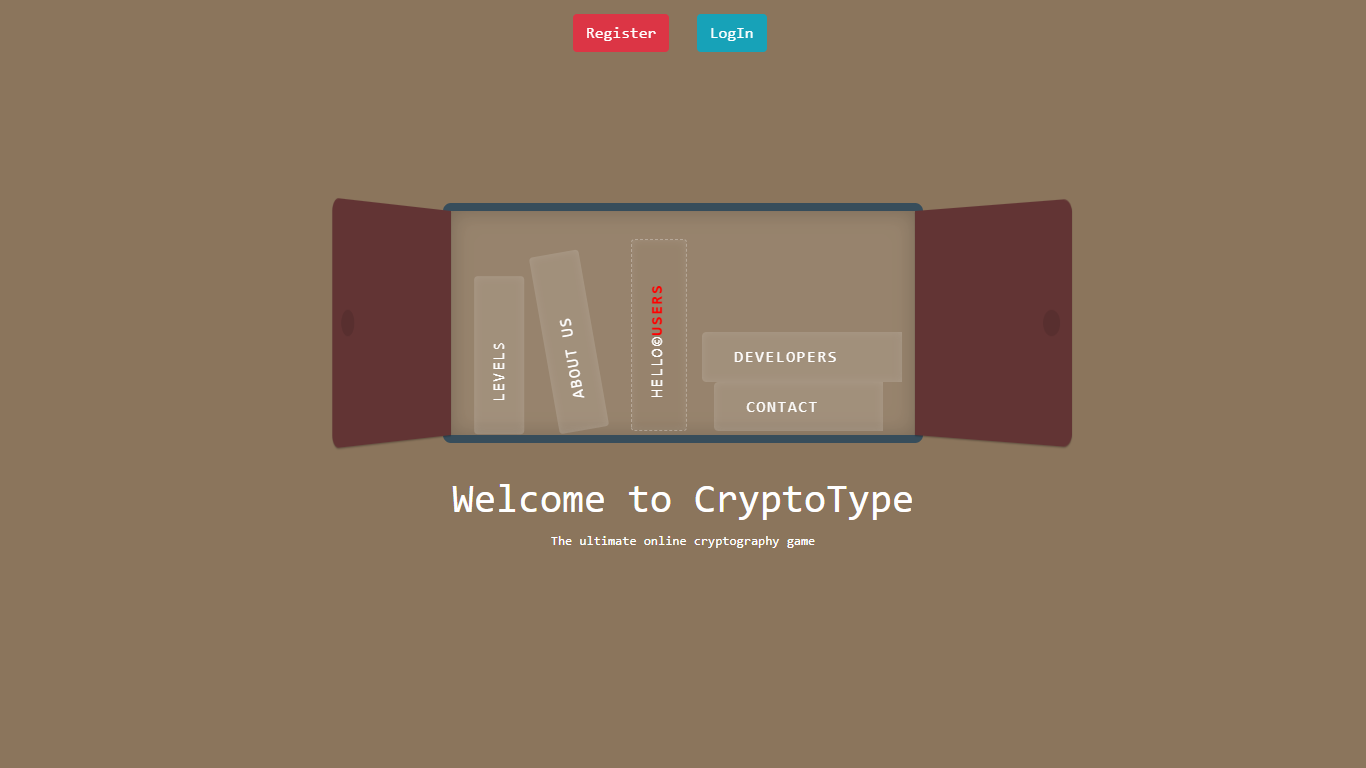 Register
LogIn
LEVELS
ABOUT US
HELLO©USERS
DEVELOPERS
CONTACT
Welcome to CryptoType
The ultimate online cryptography game